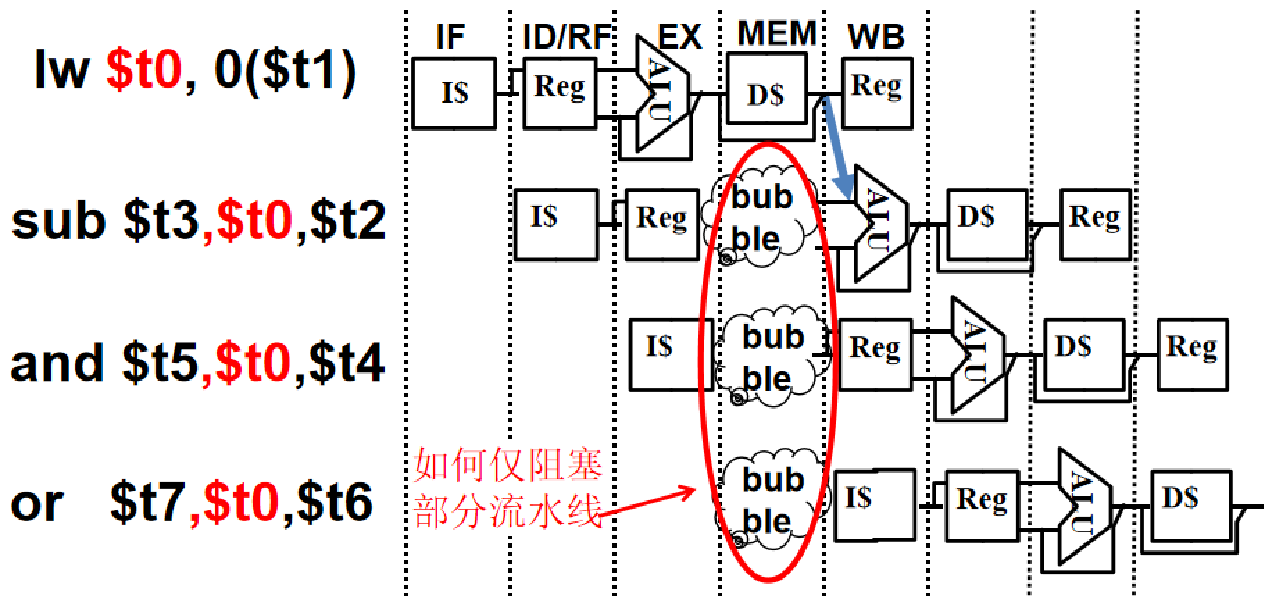 IF ID/RF EX MEM WB
lw $t0, 0($t1) I$ Reg ALU D$ Reg
sub $t3,$t0,$t2 I$ Reg bub ALU D$ Reg
ble
and $t5,$t0,$t4 I$ bub Reg ALU D$ Reg
ble
如何仅阻塞
部分流水线
or $t7,$t0,$t6 bub I$ Reg ALU D$
ble